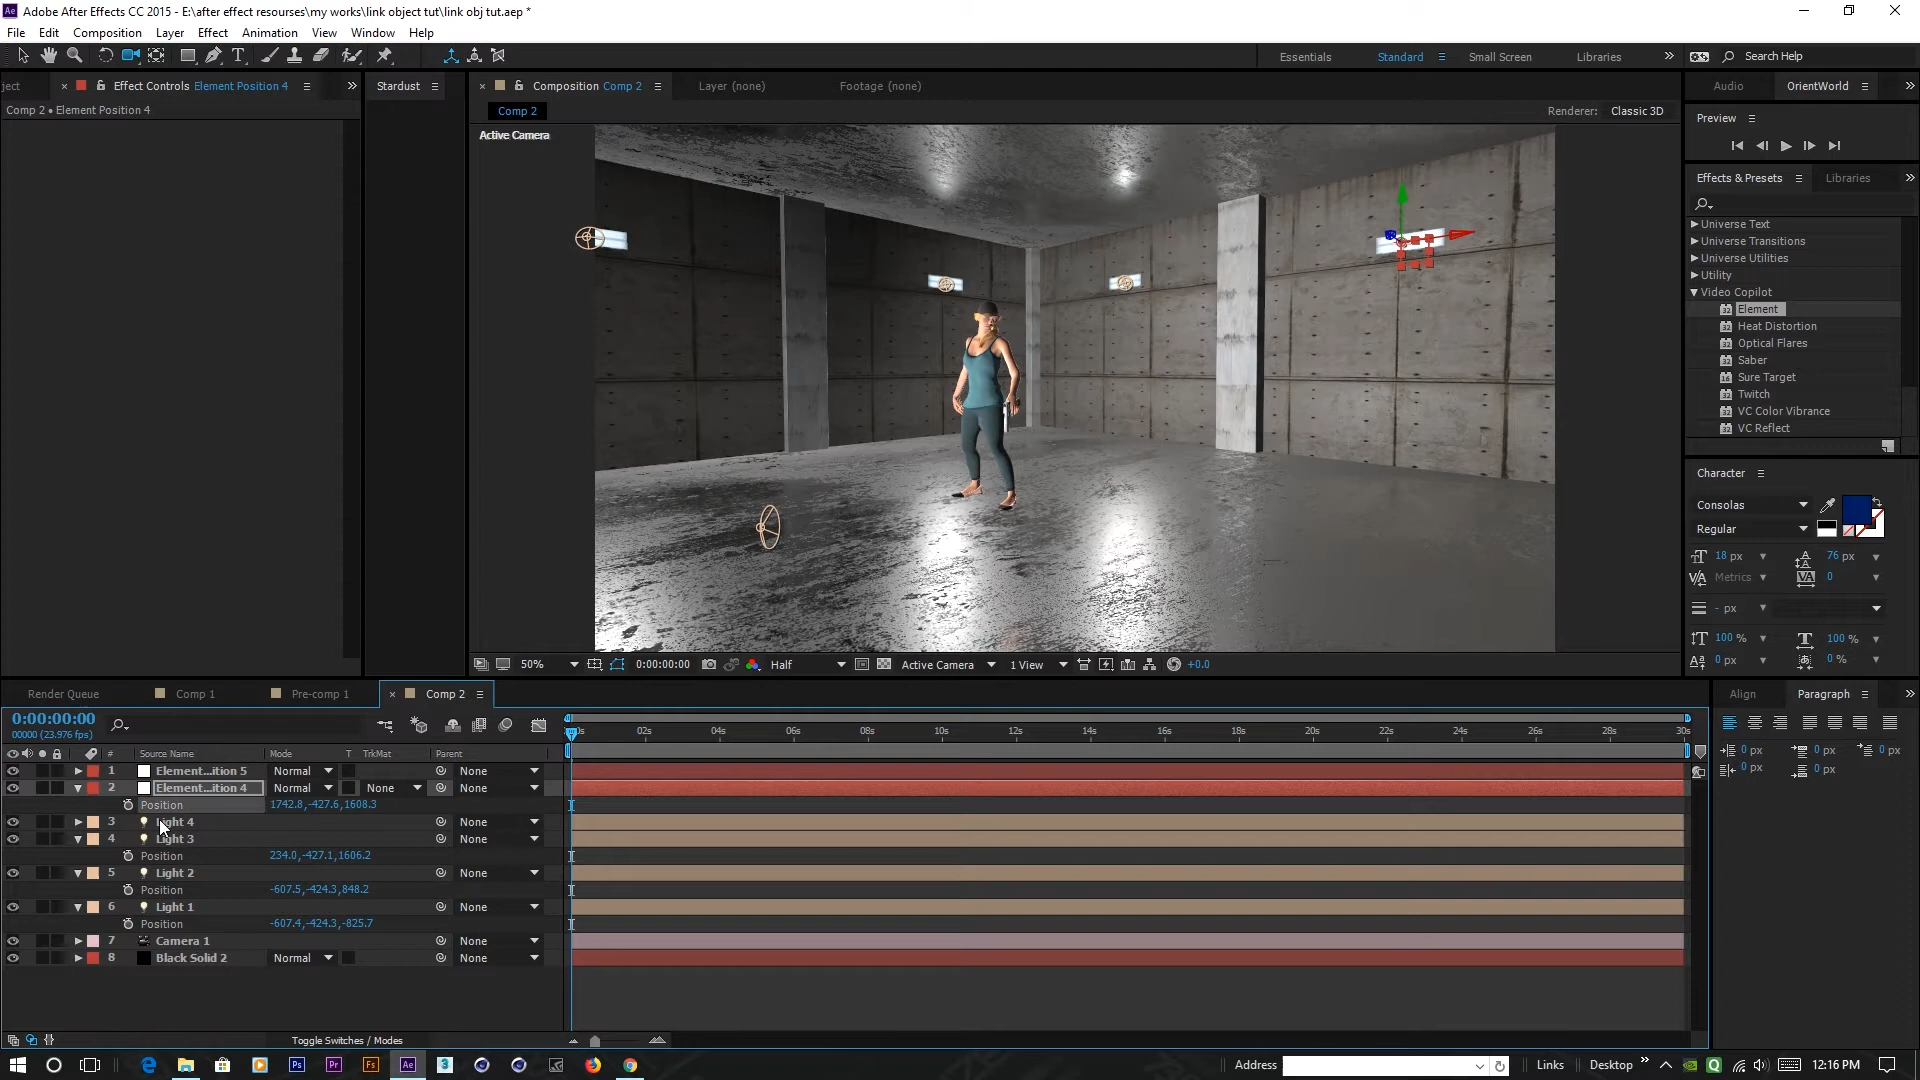 Adobe After Effects CC 2015 - E:\after effect resourses\my works\link object tut\link obj tut.aep *
File Edit Composition Layer Effect Animation View Window Help
Essentials Standard Small Screen Libraries Search Help
ject Effect Controls Element Position 4
Stardust
Composition Comp 2 Layer (none) Footage (none)
Audio OrientWorld
Comp 2 • Element Position 4
Comp 2
Renderer: Classic 3D
Active Camera
Preview
Effects & Presets Libraries
Universe Text
Universe Transitions
Universe Utilities
Utility
Video Copilot
Element
Heat Distortion
Optical Flares
Saber
Sure Target
Twitch
VC Color Vibrance
VC Reflect
Character
Consolas
Regular
18 px 76 px
Metrics 0
- px
100 % 100 %
0 px 0 %
50% 0:00:00:00 Half Active Camera 1 View +0.0
Render Queue Comp 1 Pre-comp 1 Comp 2
Align Paragraph
0:00:00:00
00000 (23.976 fps)
02s 04s 06s 08s 10s 12s 14s 16s 18s 20s 22s 24s 26s 28s 30s
0 px 0 px 0 px
0 px 0 px
# Source Name Mode T TrkMat Parent
1 Element...ition 5 Normal None
2 Element...ition 4 Normal None None
Position 1742.8,-427.6,1608.3
3 Light 4 None
4 Light 3 None
Position 234.0,-427.1,1606.2
5 Light 2 None
Position -607.5,-424.3,848.2
6 Light 1 None
Position -607.4,-424.3,-825.7
7 Camera 1 None
8 Black Solid 2 Normal None
Toggle Switches / Modes
Address Links Desktop 12:16 PM